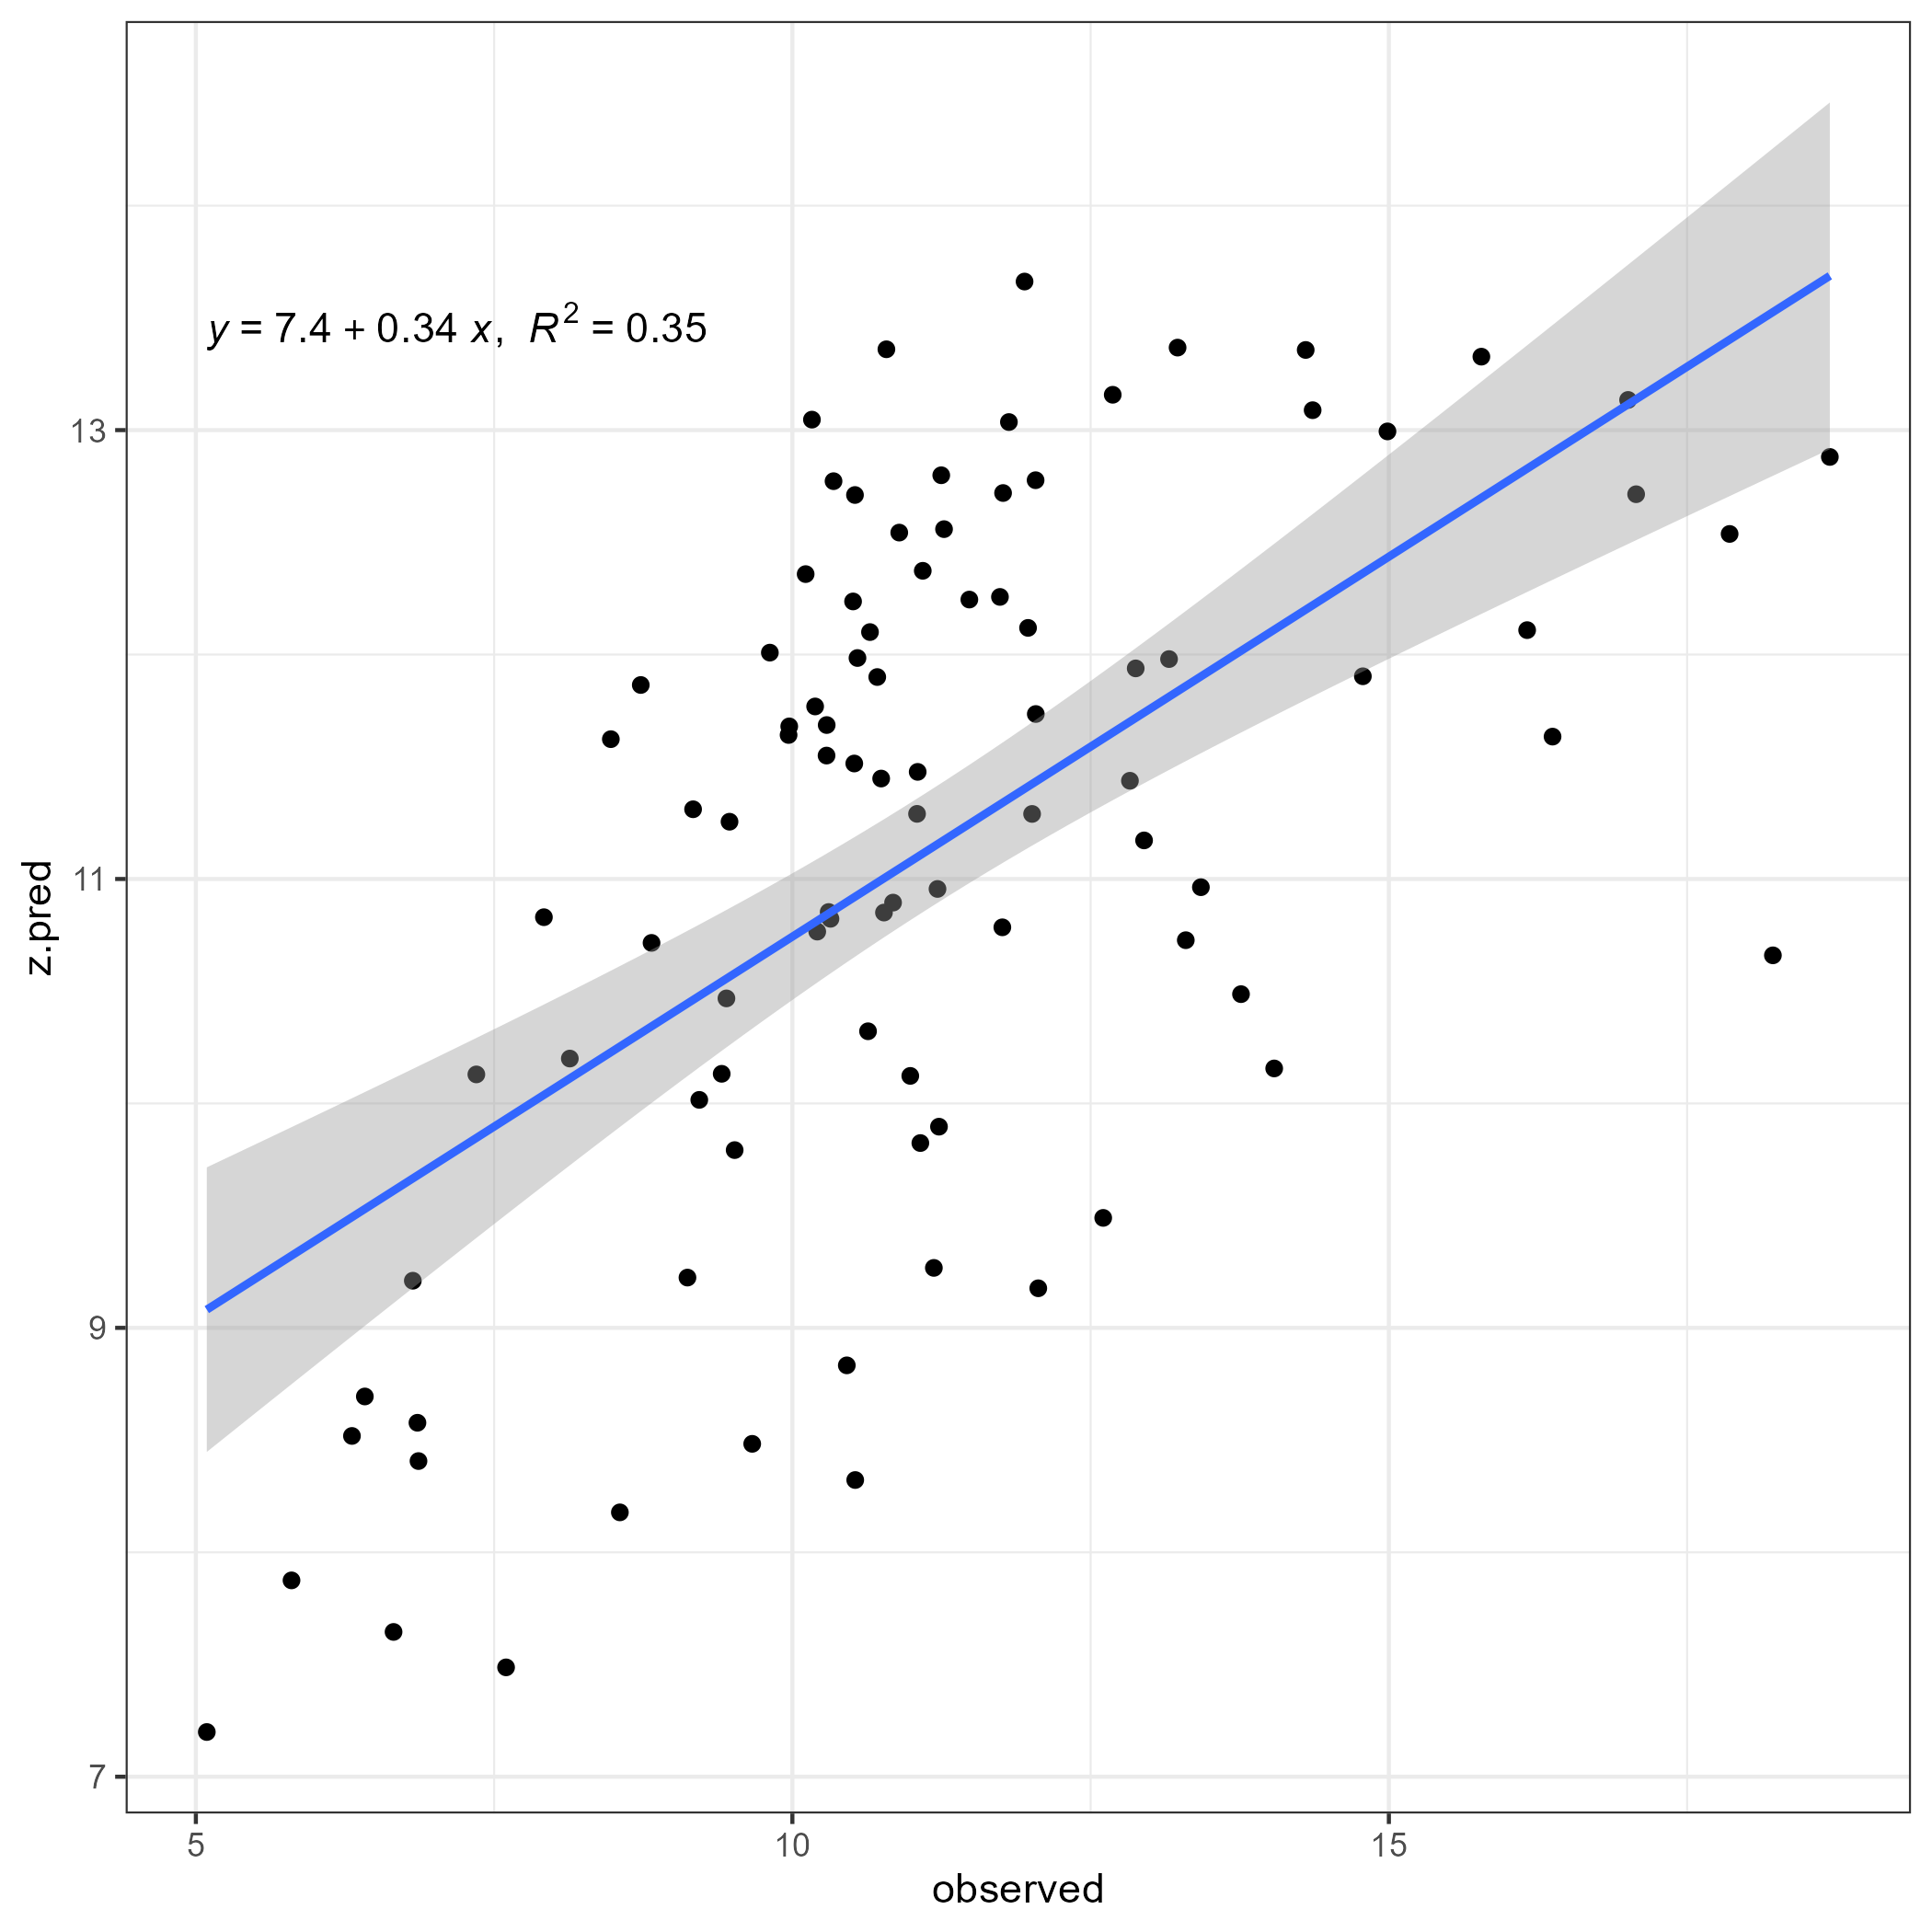 y = 7.4 + 0.34 x, R² = 0.35
13
11
9
7
z.pred
5 10 15
observed